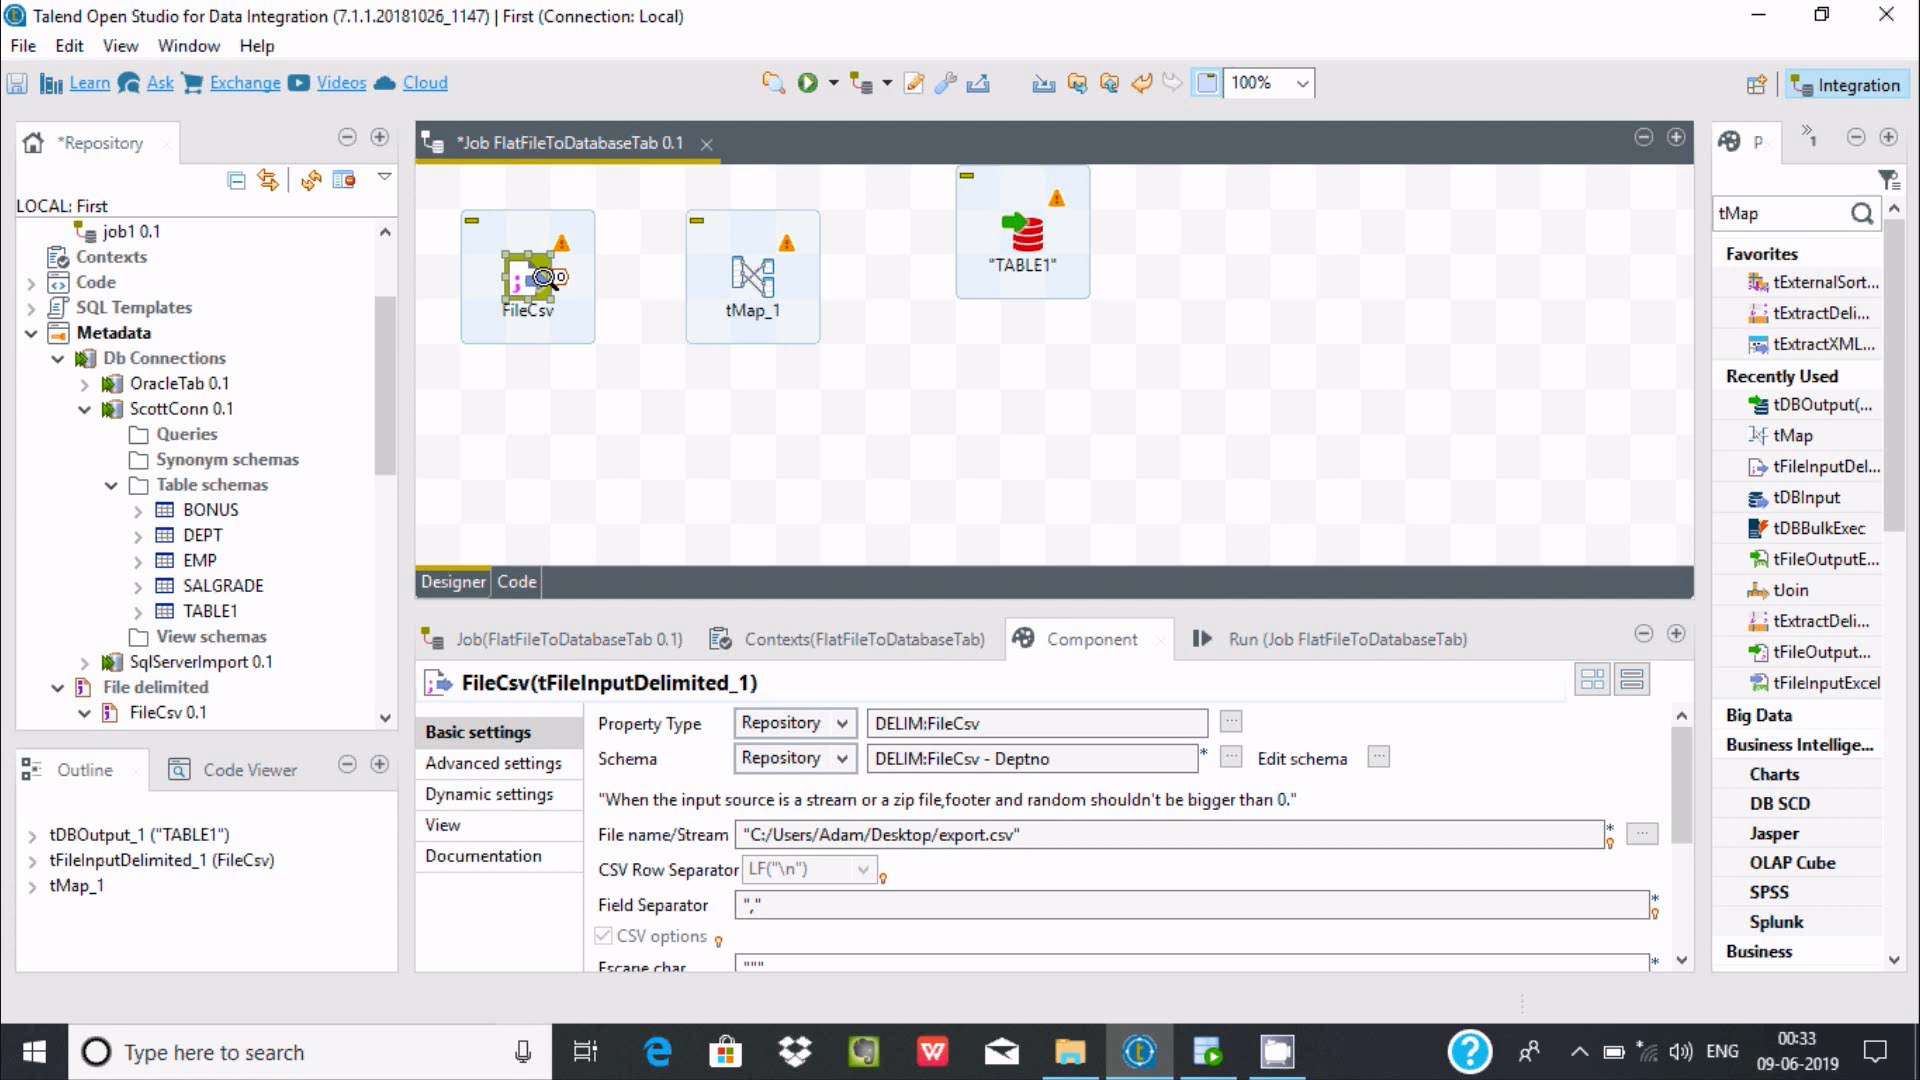 Talend Open Studio for Data Integration (7.1.1.20181026_1147) | First (Connection: Local)
File Edit View Window Help
Learn Ask Exchange Videos Cloud
100%
Integration
*Repository
LOCAL: First
job1 0.1
Contexts
Code
SQL Templates
Metadata
Db Connections
OracleTab 0.1
ScottConn 0.1
Queries
Synonym schemas
Table schemas
BONUS
DEPT
EMP
SALGRADE
TABLE1
View schemas
SqlServerImport 0.1
File delimited
FileCsv 0.1
Outline
Code Viewer
tDBOutput_1 ("TABLE1")
tFileInputDelimited_1 (FileCsv)
tMap_1
*Job FlatFileToDatabaseTab 0.1
FileCsv
tMap_1
"TABLE1"
Designer Code
Job(FlatFileToDatabaseTab 0.1)
Contexts(FlatFileToDatabaseTab)
Component
Run (Job FlatFileToDatabaseTab)
FileCsv(tFileInputDelimited_1)
Basic settings
Advanced settings
Dynamic settings
View
Documentation
Property Type Repository DELIM:FileCsv ...
Schema Repository DELIM:FileCsv - Deptno * ... Edit schema ...
"When the input source is a stream or a zip file,footer and random shouldn't be bigger than 0."
File name/Stream "C:/Users/Adam/Desktop/export.csv" * ...
CSV Row Separator LF("\n")
Field Separator "," *
CSV options
Escape char """ *
P
»1
tMap
Favorites
tExternalSort...
tExtractDeli...
tExtractXML...
Recently Used
tDBOutput(...
tMap
tFileInputDel...
tDBInput
tDBBulkExec
tFileOutputE...
tJoin
tExtractDeli...
tFileOutput...
tFileInputExcel
Big Data
Business Intellige...
Charts
DB SCD
Jasper
OLAP Cube
SPSS
Splunk
Business
Type here to search
ENG
00:33
09-06-2019